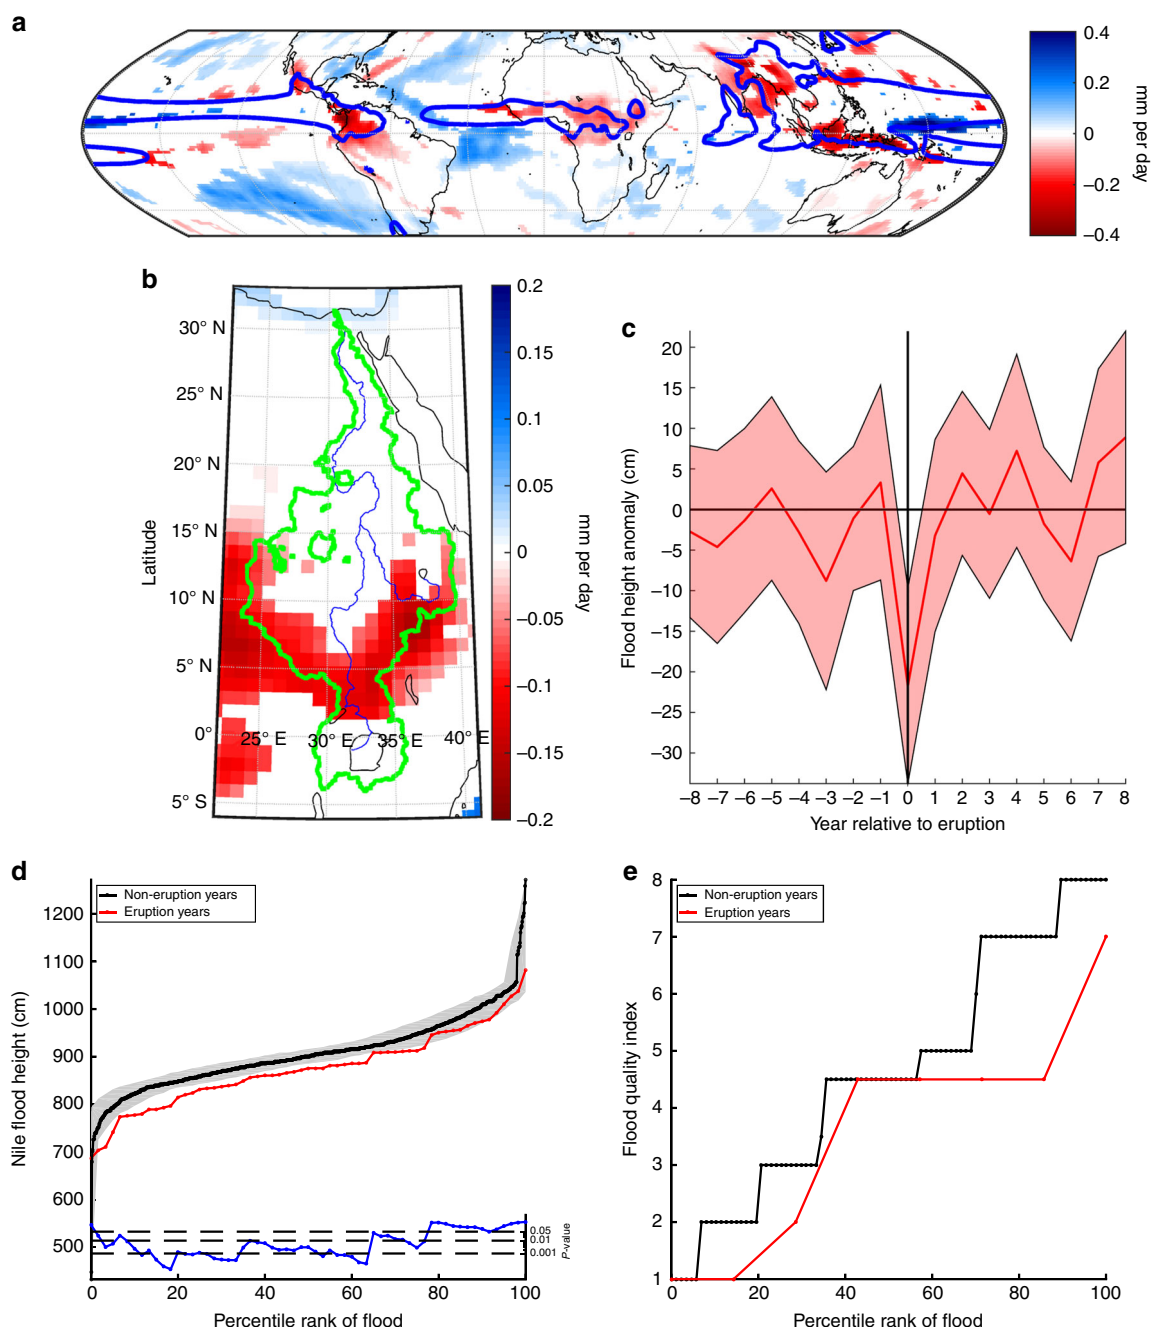 a
0.4
0.2
0
−0.2
−0.4
mm per day
b
30° N
25° N
20° N
15° N
10° N
5° N
0°
5° S
25° E
30° E
35° E
40° E
Latitude
0.2
0.15
0.1
0.05
0
−0.05
−0.1
−0.15
−0.2
mm per day
c
20
15
10
5
0
−5
−10
−15
−20
−25
−30
Flood height anomaly (cm)
−8 −7 −6 −5 −4 −3 −2 −1 0 1 2 3 4 5 6 7 8
Year relative to eruption
d
Non-eruption years
Eruption years
1200
1100
1000
900
800
700
600
500
Nile flood height (cm)
0.05
0.01
0.001
P-value
0 20 40 60 80 100
Percentile rank of flood
e
Non-eruption years
Eruption years
8
7
6
5
4
3
2
1
Flood quality index
0 20 40 60 80 100
Percentile rank of flood